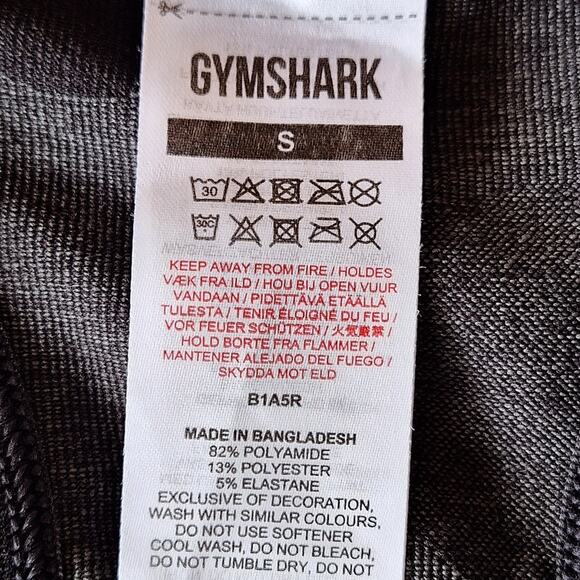 GYMSHARK
S
30
30C
KEEP AWAY FROM FIRE / HOLDES
VÆK FRA ILD / HOU BIJ OPEN VUUR
VANDAAN / PIDETTÄVÄ ETÄÄLLÄ
TULESTA / TENIR ÉLOIGNÉ DU FEU /
VOR FEUER SCHÜTZEN / 火気厳禁 /
HOLD BORTE FRA FLAMMER /
MANTENER ALEJADO DEL FUEGO /
SKYDDA MOT ELD
B1A5R
MADE IN BANGLADESH
82% POLYAMIDE
13% POLYESTER
5% ELASTANE
EXCLUSIVE OF DECORATION,
WASH WITH SIMILAR COLOURS,
DO NOT USE SOFTENER
COOL WASH, DO NOT BLEACH,
DO NOT TUMBLE DRY, DO NOT